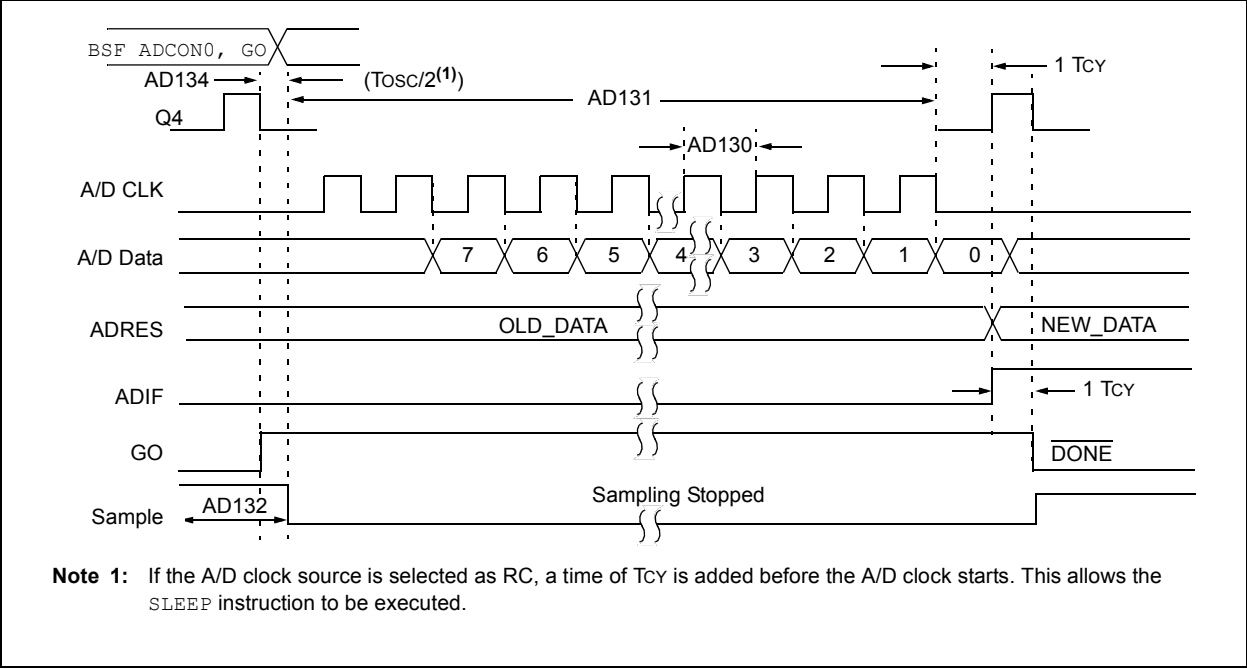 BSF ADCON0, GO
AD134
(TOSC/2(1))
1 TCY
AD131
Q4
AD130
A/D CLK
A/D Data
7 6 5 4 3 2 1 0
ADRES
OLD_DATA
NEW_DATA
ADIF
1 TCY
GO
DONE
Sampling Stopped
Sample
AD132
Note 1: If the A/D clock source is selected as RC, a time of TCY is added before the A/D clock starts. This allows the
SLEEP instruction to be executed.